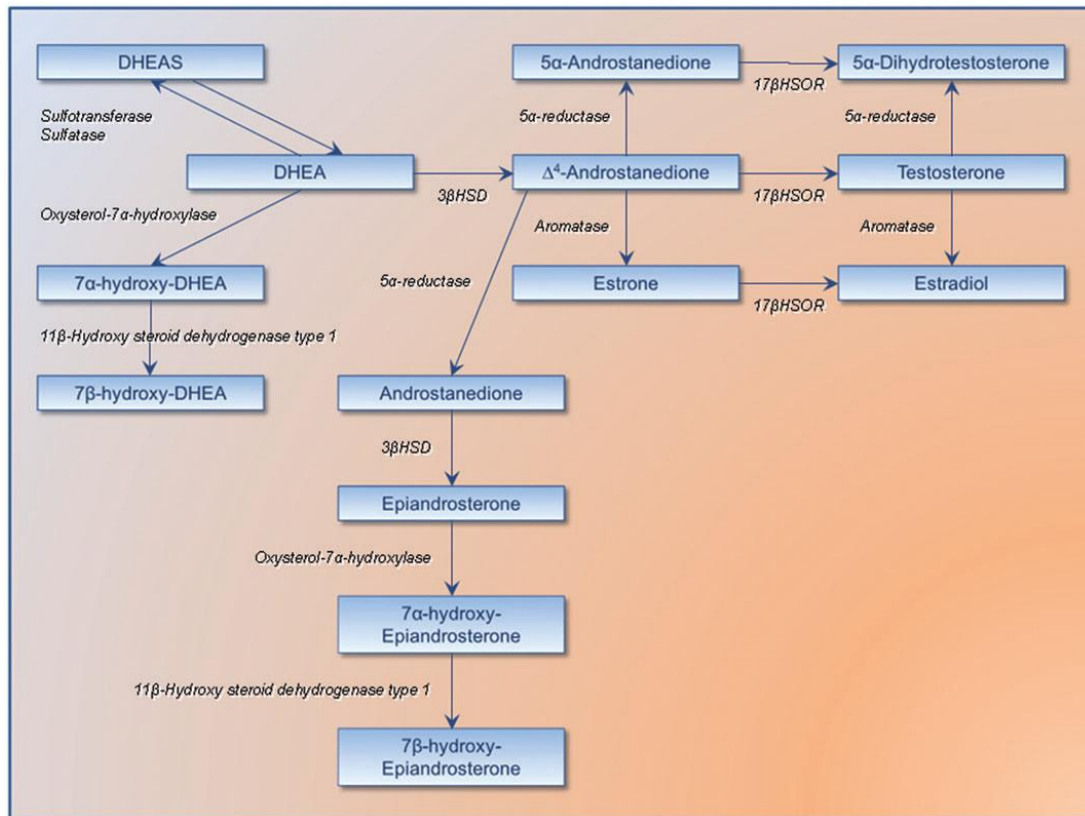 DHEAS
5α-Androstanedione
17βHSOR
5α-Dihydrotestosterone
Sulfotransferase
Sulfatase
5α-reductase
5α-reductase
DHEA
3βHSD
Δ⁴-Androstanedione
17βHSOR
Testosterone
Oxysterol-7α-hydroxylase
Aromatase
Aromatase
7α-hydroxy-DHEA
5α-reductase
Estrone
17βHSOR
Estradiol
11β-Hydroxy steroid dehydrogenase type 1
7β-hydroxy-DHEA
Androstanedione
3βHSD
Epiandrosterone
Oxysterol-7α-hydroxylase
7α-hydroxy-
Epiandrosterone
11β-Hydroxy steroid dehydrogenase type 1
7β-hydroxy-
Epiandrosterone